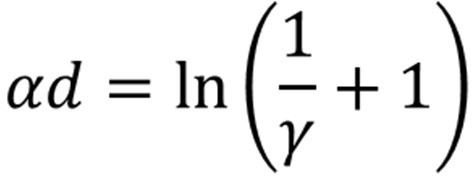 αd = ln(1/γ + 1)